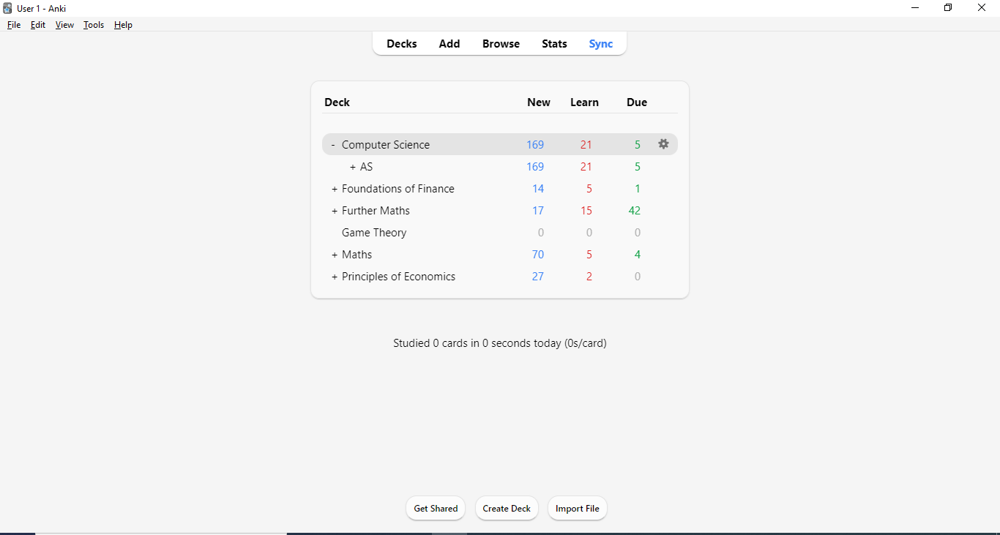 User 1 - Anki
File Edit View Tools Help
Decks Add Browse Stats Sync
Deck New Learn Due
- Computer Science 169 21 5
+ AS 169 21 5
+ Foundations of Finance 14 5 1
+ Further Maths 17 15 42
Game Theory 0 0 0
+ Maths 70 5 4
+ Principles of Economics 27 2 0
Studied 0 cards in 0 seconds today (0s/card)
Get Shared Create Deck Import File